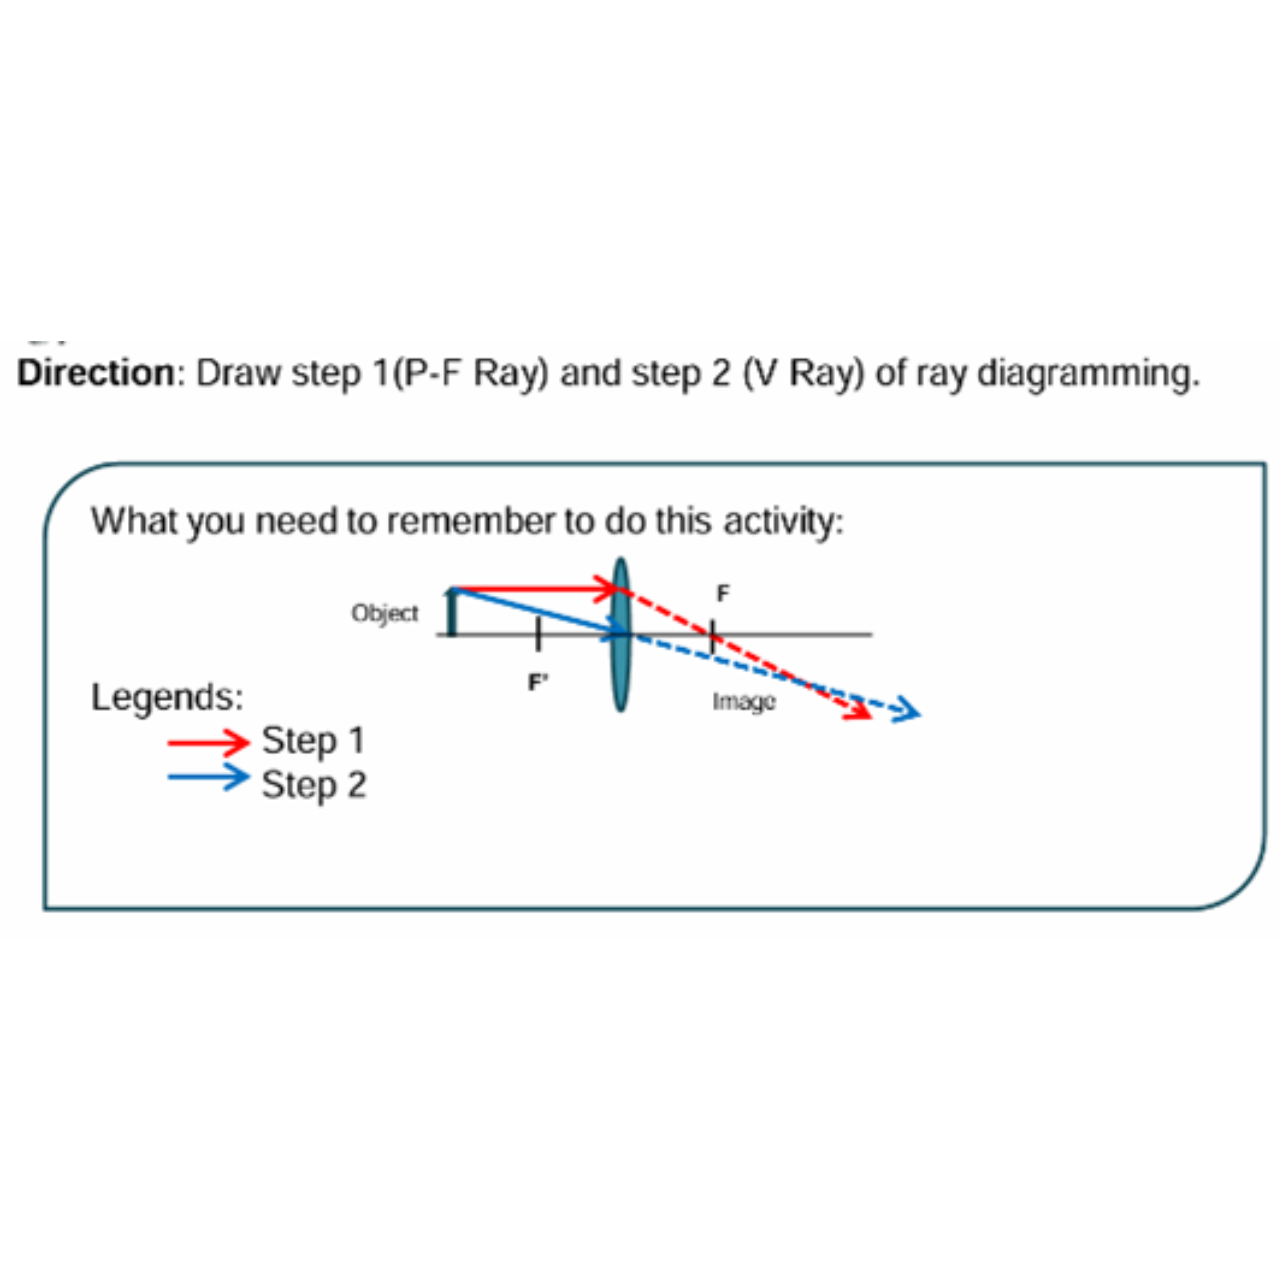 Direction: Draw step 1(P-F Ray) and step 2 (V Ray) of ray diagramming.
What you need to remember to do this activity:
F
Object
F'
Image
Legends:
Step 1
Step 2